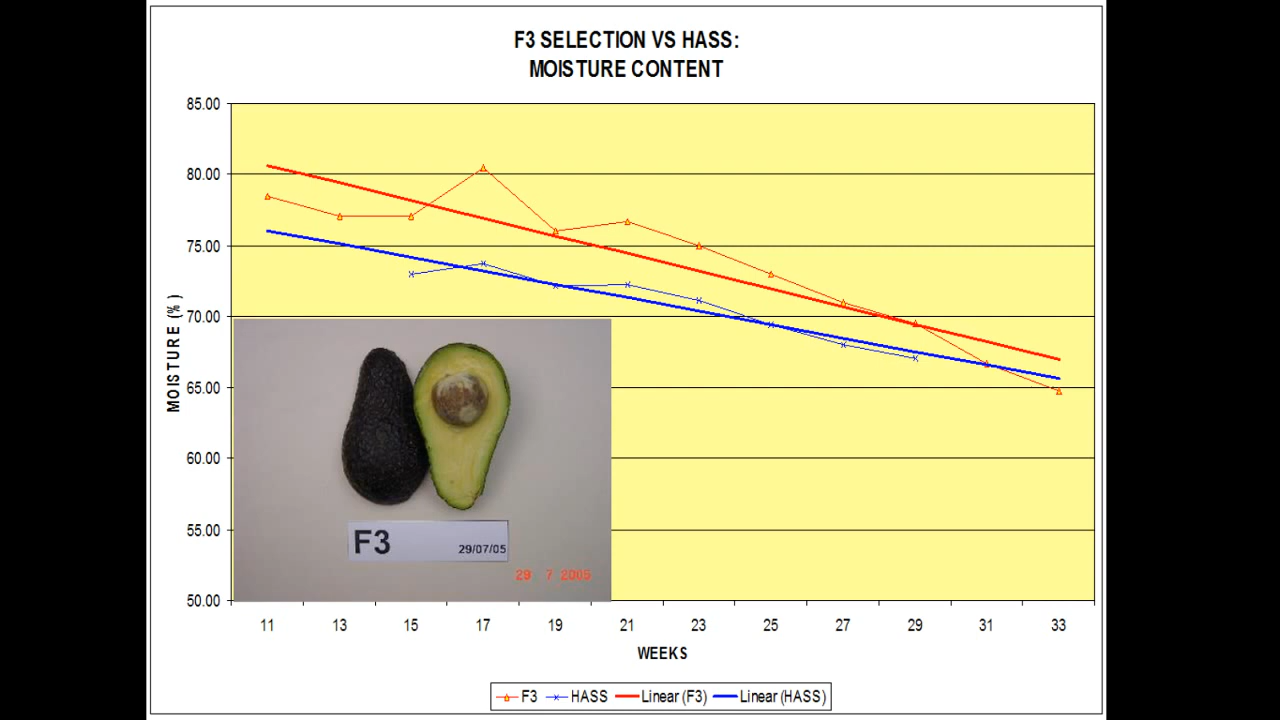 F3 SELECTION VS HASS:
MOISTURE CONTENT
85.00
80.00
75.00
70.00
65.00
60.00
55.00
50.00
MOISTURE (%)
F3
29/07/05
29 7 2005
11 13 15 17 19 21 23 25 27 29 31 33
WEEKS
F3 HASS Linear (F3) Linear (HASS)